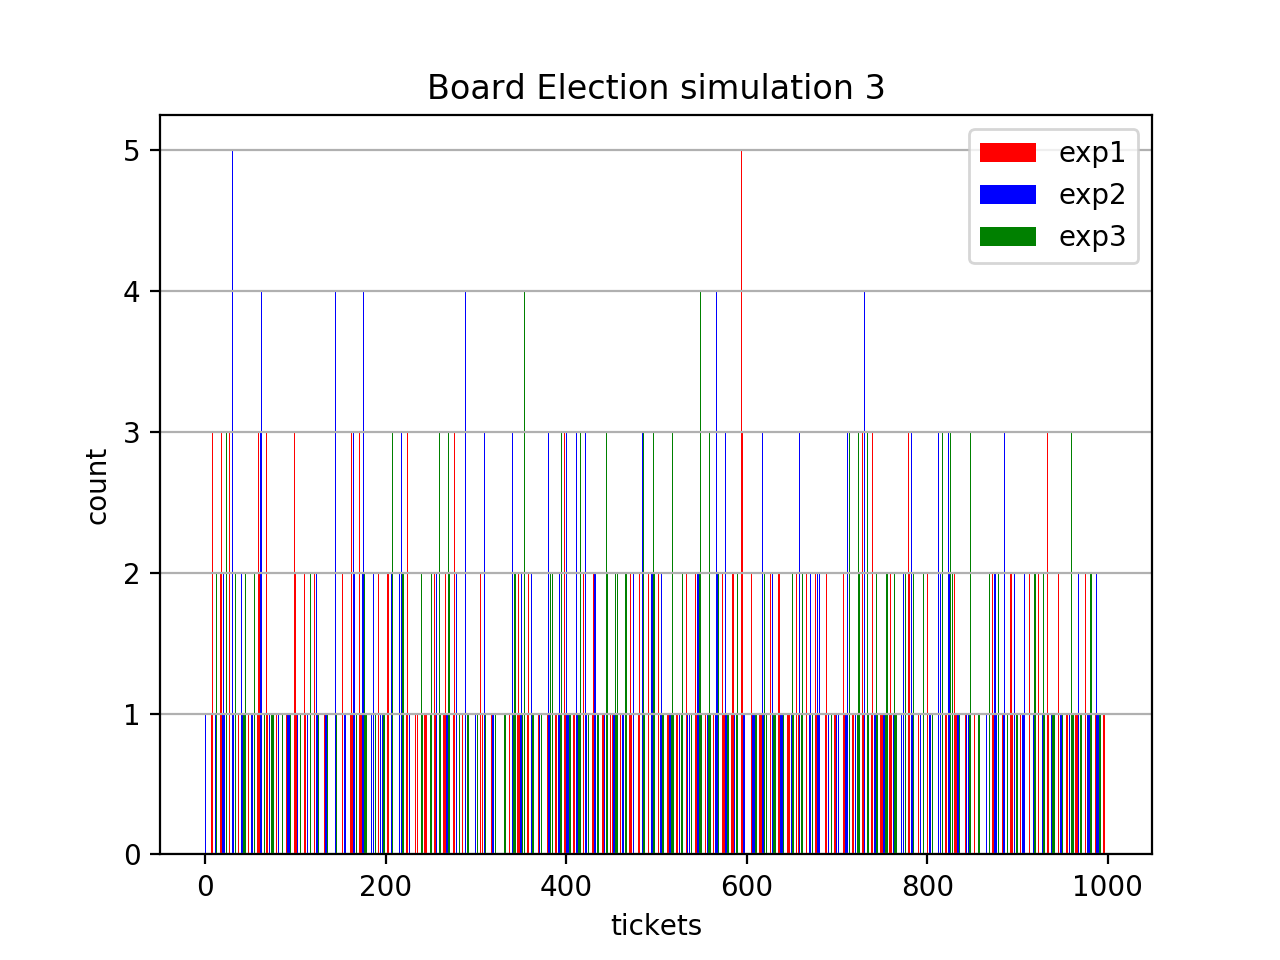 Board Election simulation 3
exp1
exp2
exp3
5
4
3
2
1
0
count
0 200 400 600 800 1000
tickets